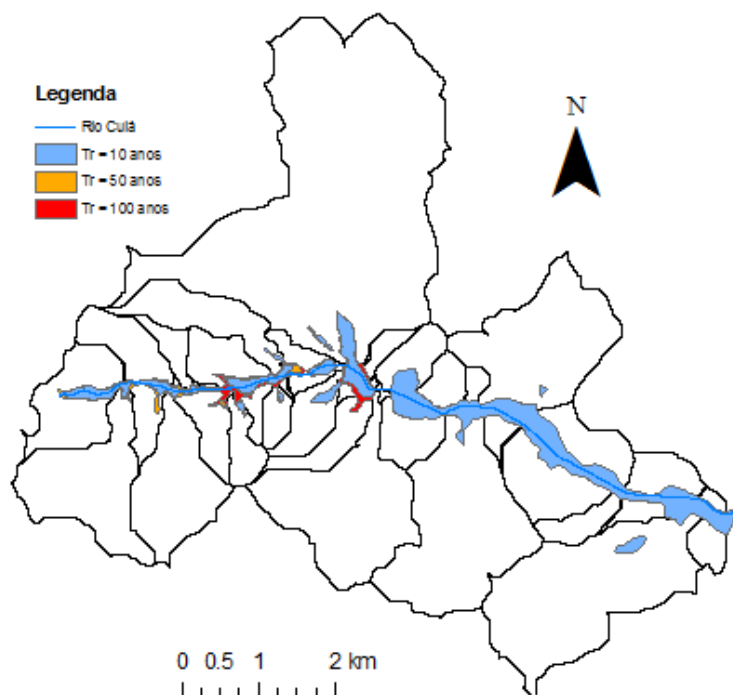 Legenda
Rio Cuiá
Tr = 10 anos
Tr = 50 anos
Tr = 100 anos
N
0 0.5 1 2 km